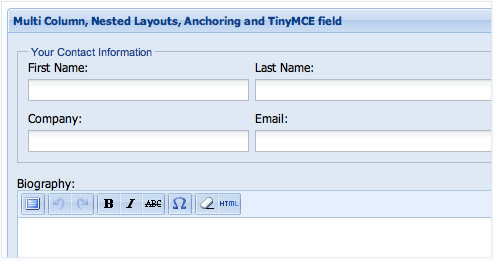 Multi Column, Nested Layouts, Anchoring and TinyMCE field
Your Contact Information
First Name: Last Name:
Company: Email:
Biography:
B I ABC Ω HTML